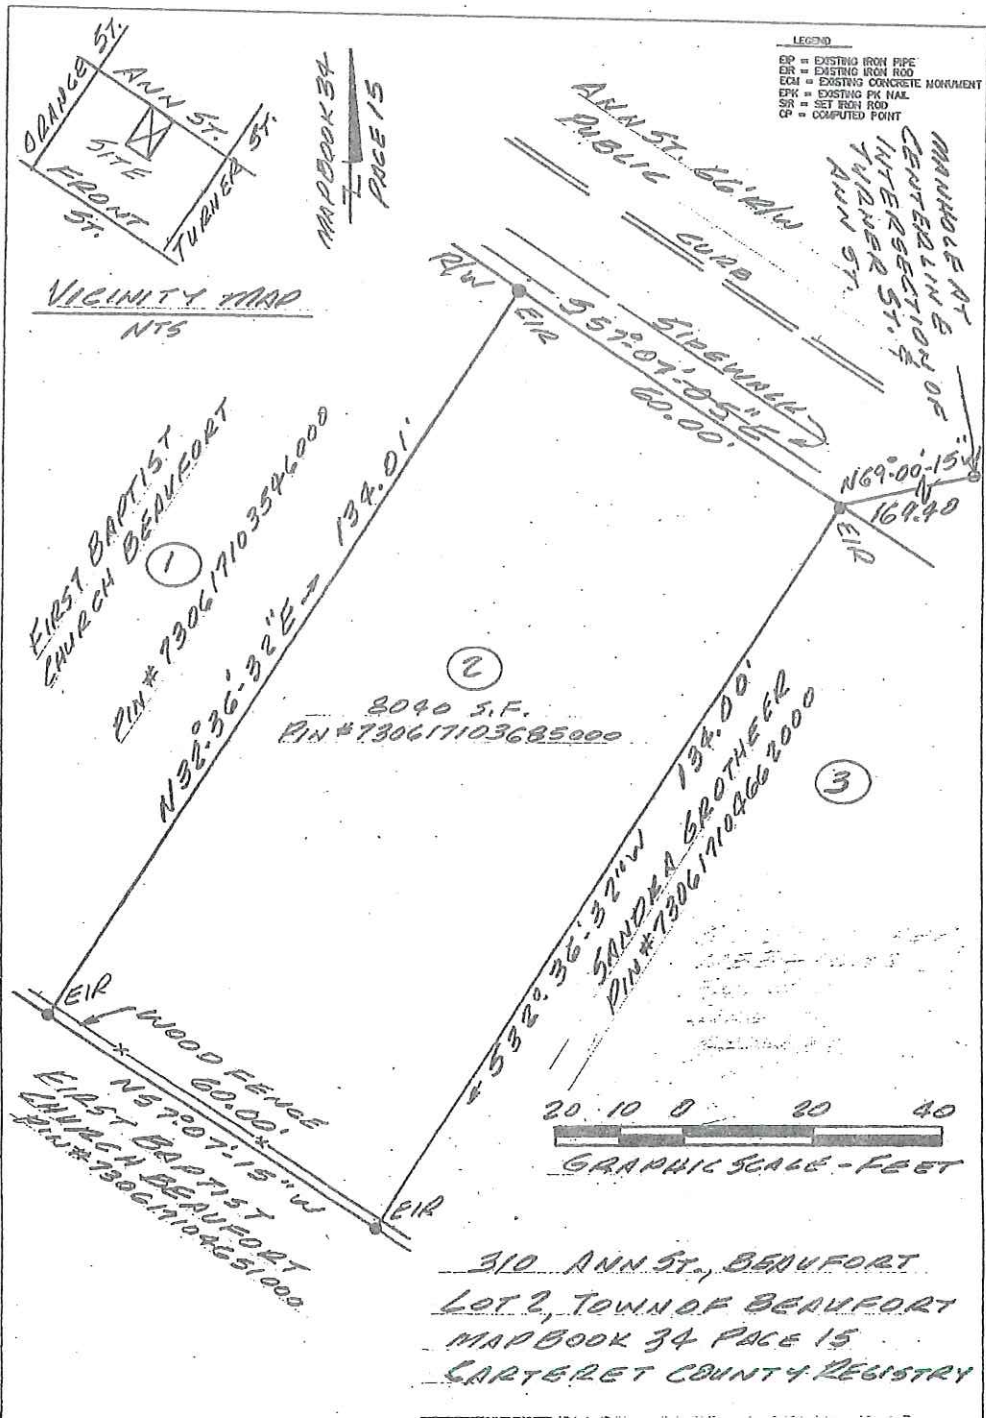 LEGEND
EIP = EXISTING IRON PIPE
EIR = EXISTING IRON ROD
ECM = EXISTING CONCRETE MONUMENT
EPK = EXISTING PK NAIL
SIR = SET IRON ROD
CP = COMPUTED POINT
ORANGE ST.
ANN ST.
SITE
FRONT
ST.
TURNER ST.
VICINITY MAP
NTS
MAPBOOK 34
PAGE 15
ANN ST. 66' R/W
PUBLIC
CURB
SIDEWALK
R/W
EIR
S57°-07'-05"E
60.00'
MANHOLE AT
CENTERLINE
INTERSECTION OF
TURNER ST. &
ANN ST.
N69°-00'-15"
169.40
EIR
FIRST BAPTIST
CHURCH BEAUFORT
1
PIN# 730617103546000
N32°-36'-32"E → 134.01'
2
8040 S.F.
PIN# 730617103685000
134.00'
S32°-36'-32"W
SANDRA GROTHEER
PIN# 730617104662000
3
EIR
WOOD FENCE
60.00'
N57°-07'-15"W
FIRST BAPTIST
CHURCH BEAUFORT
PIN# 730617104651000
EIR
20 10 0 20 40
GRAPHIC SCALE - FEET
310 ANN ST., BEAUFORT
LOT 2, TOWN OF BEAUFORT
MAPBOOK 34 PAGE 15
CARTERET COUNTY REGISTRY